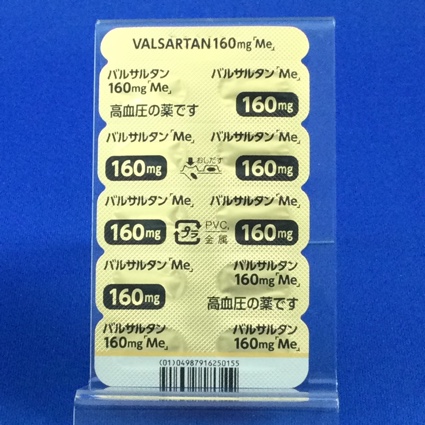 VALSARTAN160mg「Me」
バルサルタン
160mg「Me」
高血圧の薬です
バルサルタン「Me」
160mg
バルサルタン「Me」
160mg
おしだす
バルサルタン「Me」
160mg
バルサルタン「Me」
160mg
プラ
PVC,
金属
バルサルタン「Me」
160mg
バルサルタン「Me」
160mg
バルサルタン
160mg「Me」
高血圧の薬です
バルサルタン
160mg「Me」
バルサルタン
160mg「Me」
(01)04987916250155